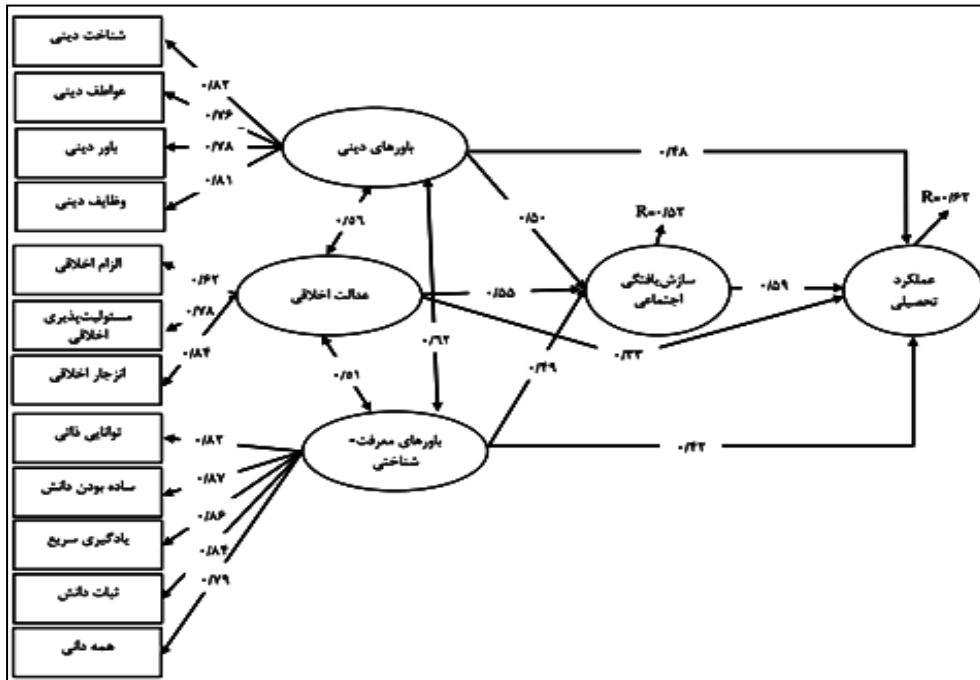 شناخت دینی
عواطف دینی
باور دینی
وظایف دینی
الزام اخلاقی
مسئولیت‌پذیری
اخلاقی
انزجار اخلاقی
توانایی ذاتی
ساده بودن دانش
یادگیری سریع
ثبات دانش
همه دانی
۰/۸۲
۰/۷۶
۰/۷۸
۰/۸۱
۰/۶۲
۰/۷۸
۰/۸۴
۰/۸۲
۰/۸۷
۰/۸۶
۰/۸۴
۰/۷۹
باورهای دینی
عدالت اخلاقی
باورهای معرفت-
شناختی
۰/۵۶
۰/۵۱
۰/۶۲
۰/۴۸
۰/۵۰
۰/۵۵
۰/۳۳
۰/۴۹
۰/۴۲
R=۰/۵۳
سازش‌یافتگی
اجتماعی
۰/۵۹
R=۰/۶۳
عملکرد
تحصیلی